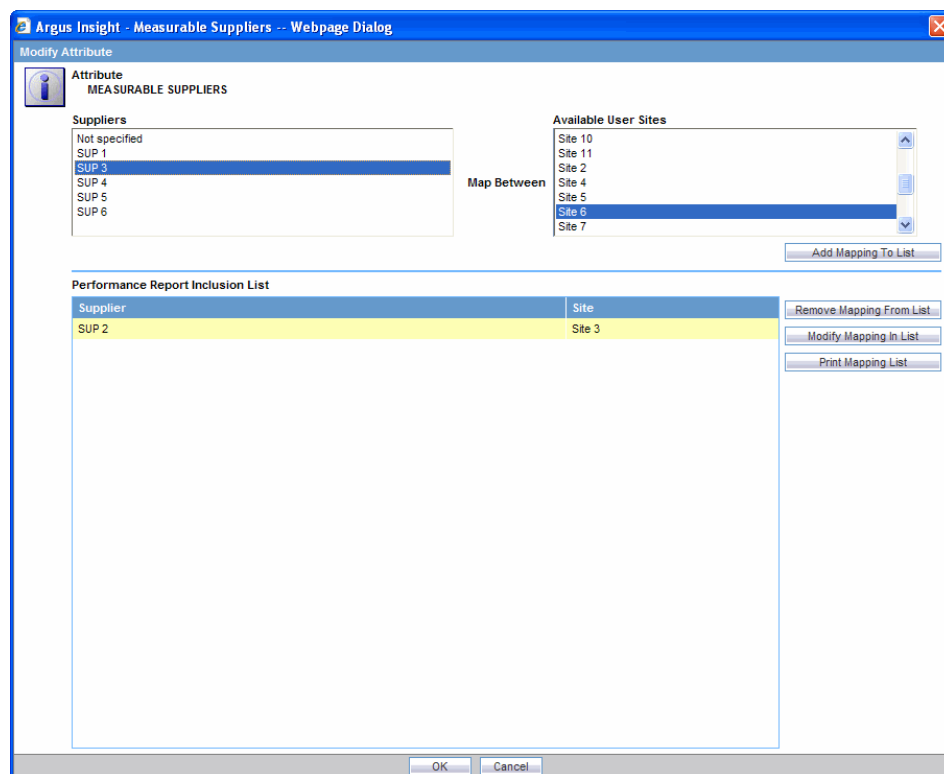 Argus Insight - Measurable Suppliers -- Webpage Dialog
Modify Attribute
Attribute
MEASURABLE SUPPLIERS
Suppliers
Not specified
SUP 1
SUP 3
SUP 4
SUP 5
SUP 6
Map Between
Available User Sites
Site 10
Site 11
Site 2
Site 4
Site 5
Site 6
Site 7
Add Mapping To List
Performance Report Inclusion List
Supplier Site
SUP 2 Site 3
Remove Mapping From List
Modify Mapping In List
Print Mapping List
OK Cancel